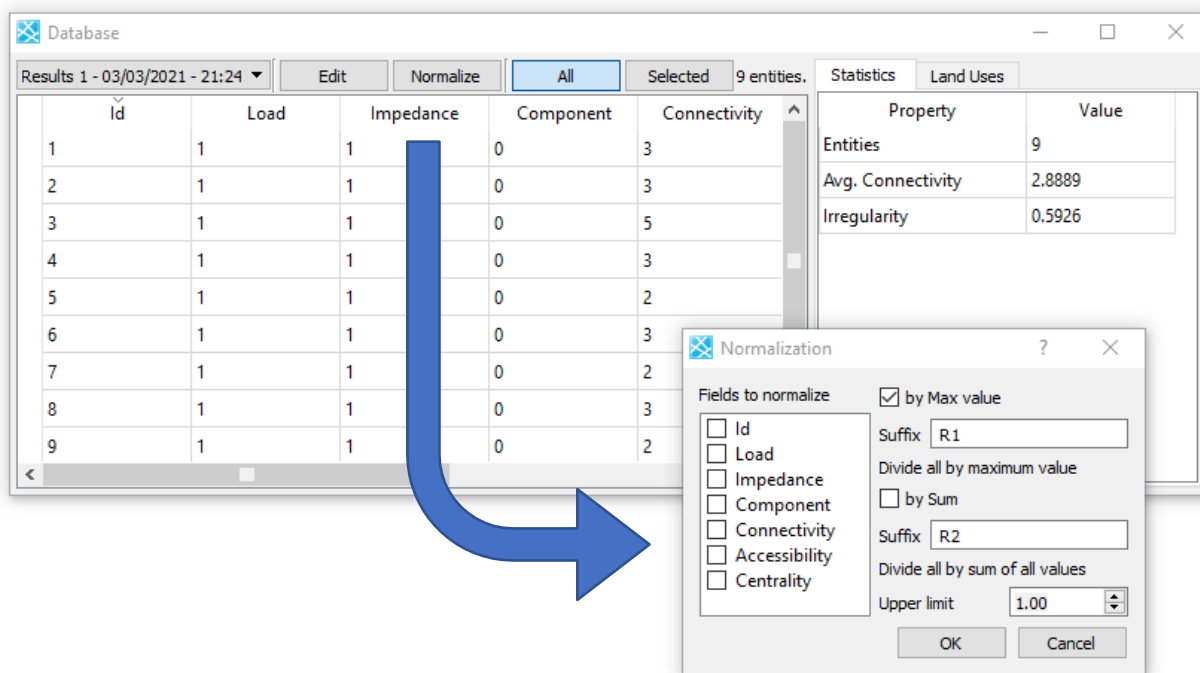 Database
Results 1 - 03/03/2021 - 21:24 Edit Normalize All Selected 9 entities. Statistics Land Uses
Id Load Impedance Component Connectivity Property Value
1 1 1 0 3 Entities 9
2 1 1 0 3 Avg. Connectivity 2.8889
3 1 1 0 5 Irregularity 0.5926
4 1 1 0 3
5 1 1 0 2
6 1 1 0 3
7 1 1 0 2
8 1 1 0 3
9 1 1 0 2
Normalization ?
Fields to normalize
Id
Load
Impedance
Component
Connectivity
Accessibility
Centrality
by Max value
Suffix R1
Divide all by maximum value
by Sum
Suffix R2
Divide all by sum of all values
Upper limit 1.00
OK Cancel